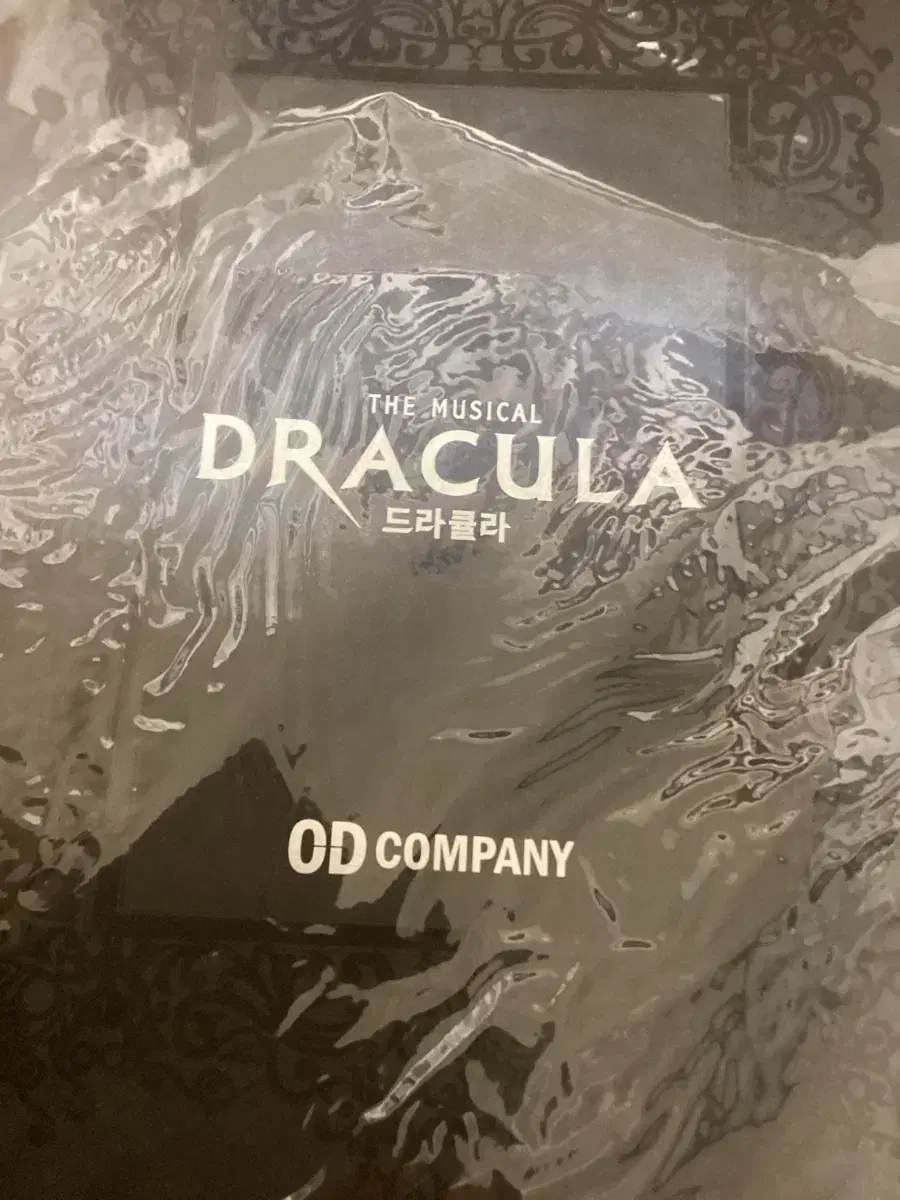 THE MUSICAL
DRACULA
드라큘라
OD COMPANY